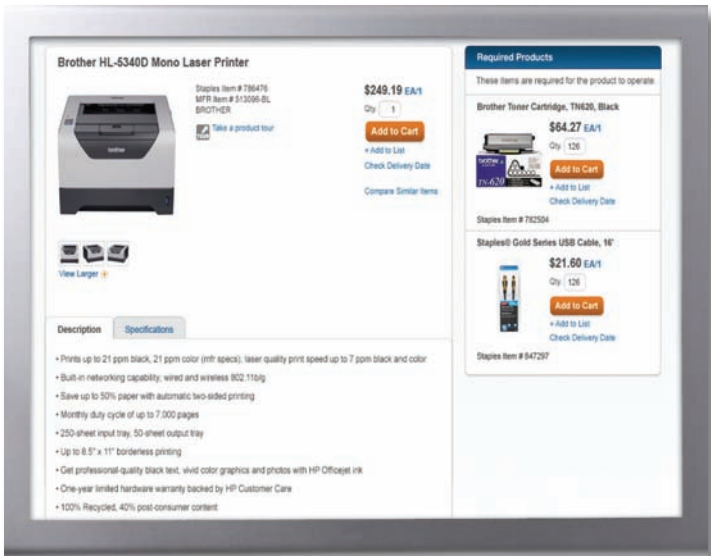 Brother HL-5340D Mono Laser Printer
Staples Item # 786476
MFR Item # 513096-BL
BROTHER
Take a product tour
$249.19 EA/1
Qty. 1
Add to Cart
+ Add to List
Check Delivery Date
Compare Similar Items
brother
View Larger +
Description
Specifications
• Prints up to 21 ppm black, 21 ppm color (mfr specs); laser quality print speed up to 7 ppm black and color
• Built-in networking capability, wired and wireless 802.11b/g
• Save up to 50% paper with automatic two-sided printing
• Monthly duty cycle of up to 7,000 pages
• 250-sheet input tray, 50-sheet output tray
• Up to 8.5" x 11" borderless printing
• Get professional-quality black text, vivid color graphics and photos with HP Officejet ink
• One-year limited hardware warranty backed by HP Customer Care
• 100% Recycled, 40% post-consumer content
Required Products
These items are required for the product to operate.
Brother Toner Cartridge, TN620, Black
$64.27 EA/1
Qty. 126
Add to Cart
+ Add to List
Check Delivery Date
brother
TN-620
Staples Item # 782504
Staples® Gold Series USB Cable, 16'
$21.60 EA/1
Qty. 126
Add to Cart
+ Add to List
Check Delivery Date
Staples Item # 647297